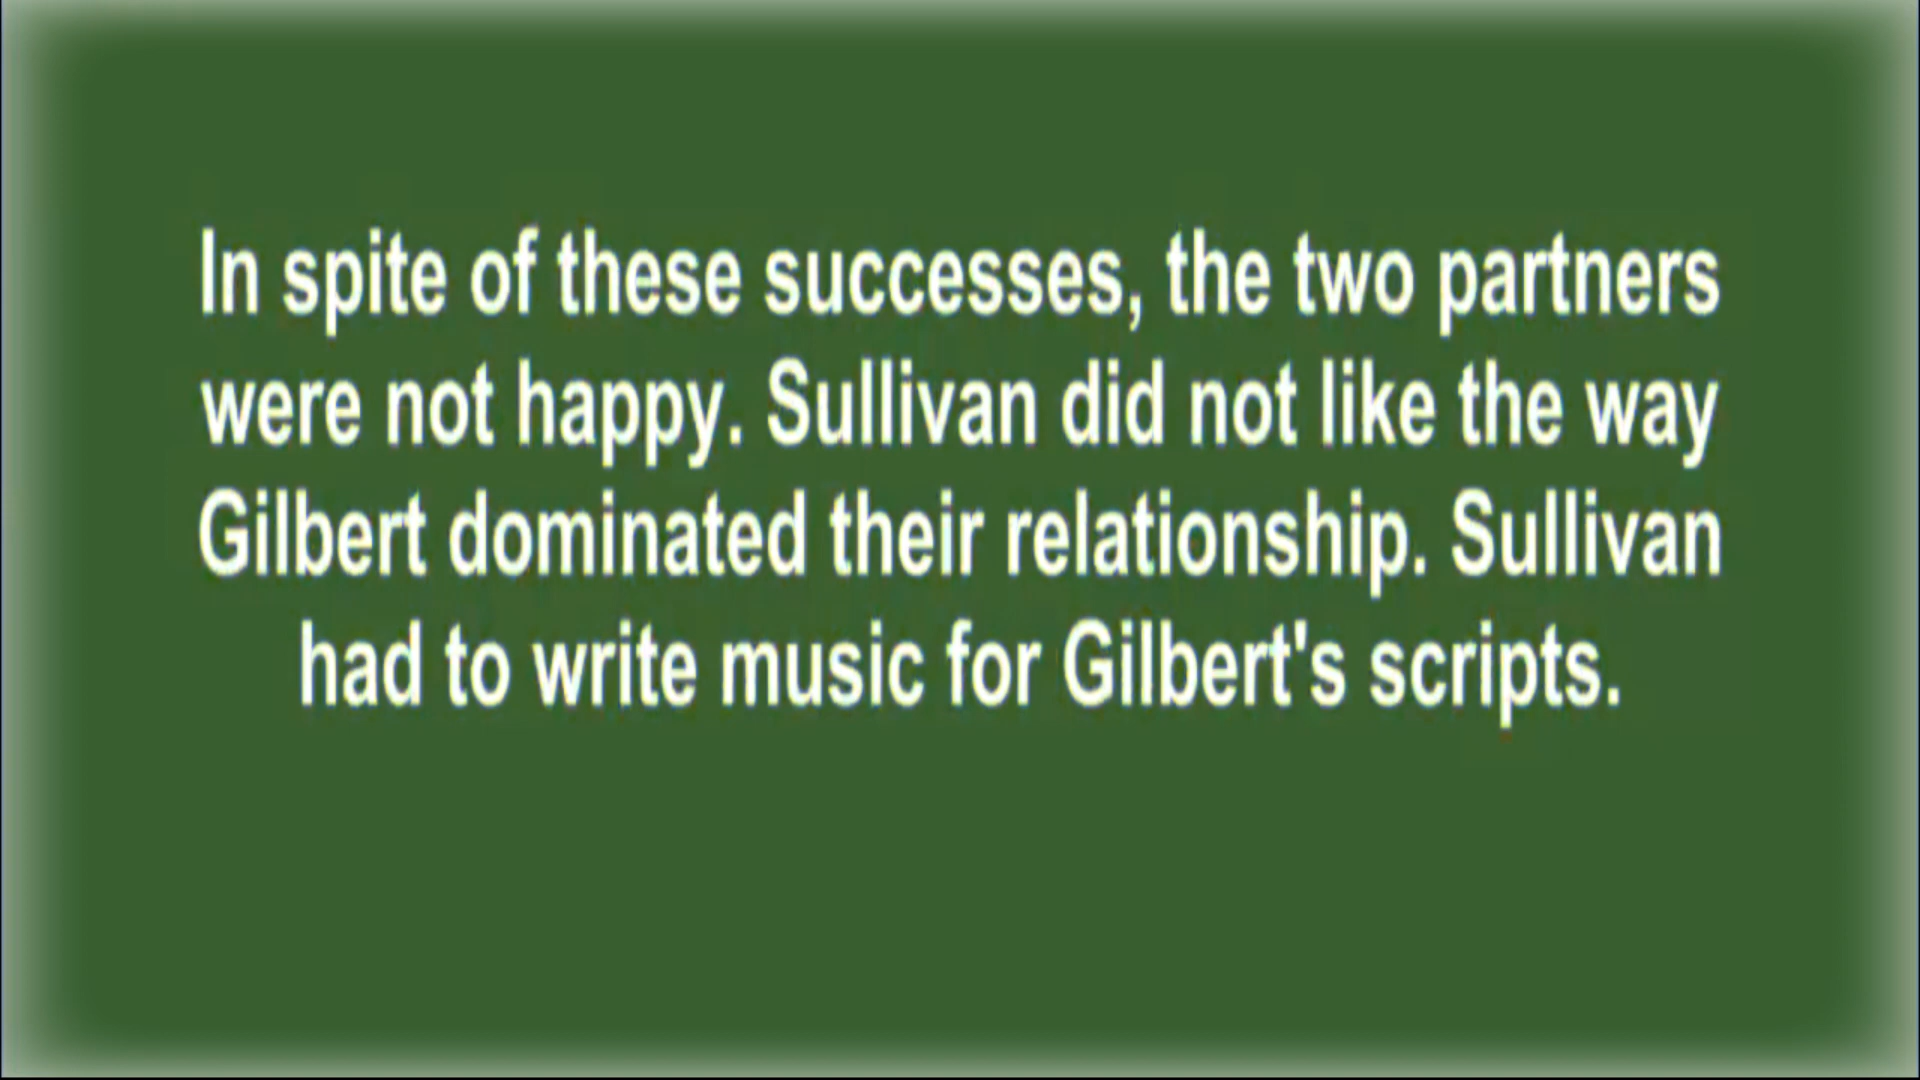 In spite of these successes, the two partners
were not happy. Sullivan did not like the way
Gilbert dominated their relationship. Sullivan
had to write music for Gilbert's scripts.